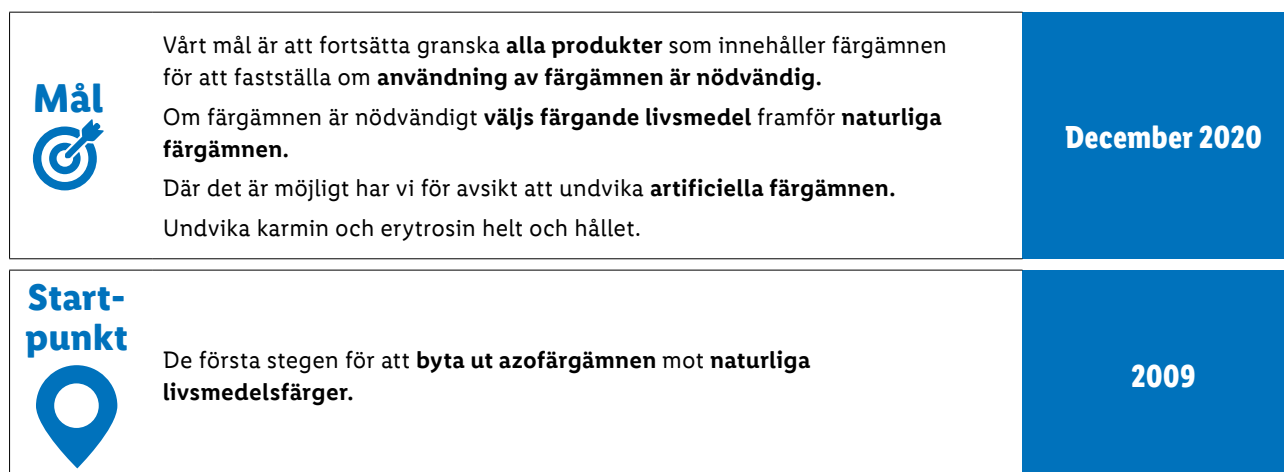 Mål
Vårt mål är att fortsätta granska alla produkter som innehåller färgämnen
för att fastställa om användning av färgämnen är nödvändig.
Om färgämnen är nödvändigt väljs färgande livsmedel framför naturliga
färgämnen.
Där det är möjligt har vi för avsikt att undvika artificiella färgämnen.
Undvika karmin och erytrosin helt och hållet.
December 2020
Start-
punkt
De första stegen för att byta ut azofärgämnen mot naturliga
livsmedelsfärger.
2009